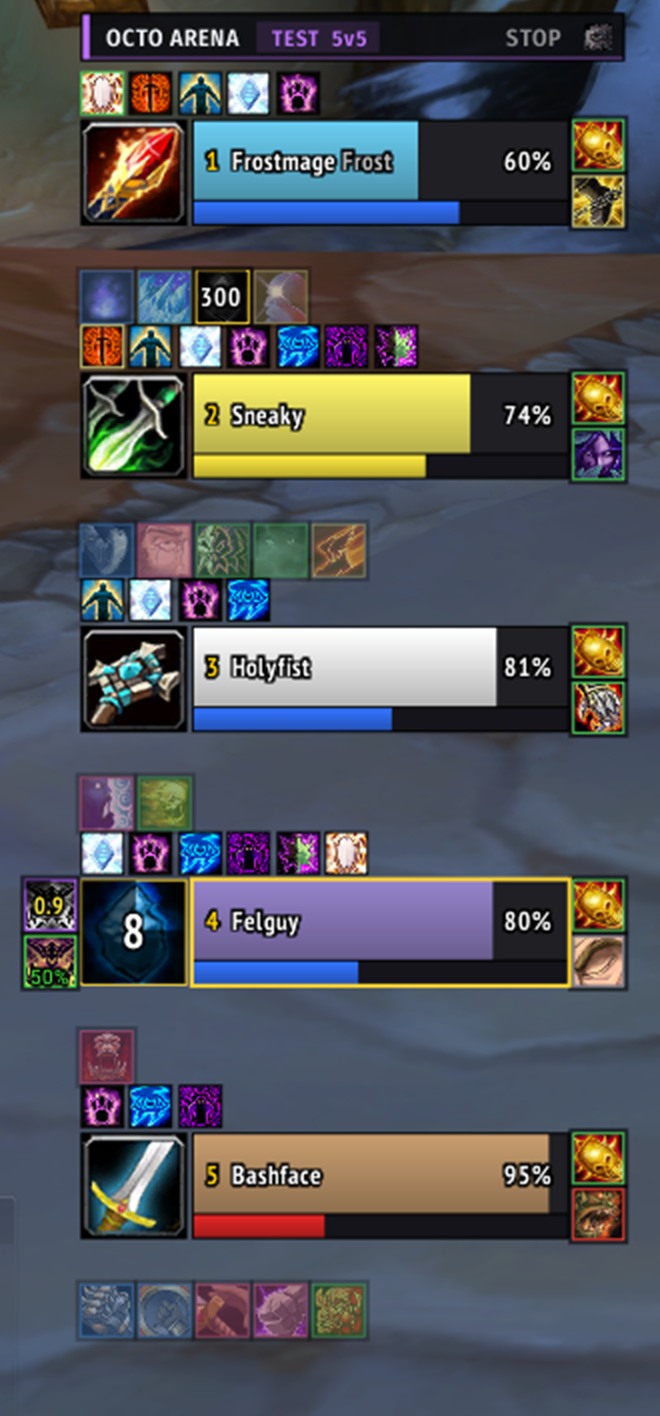 OCTO ARENA TEST 5v5 STOP
1 Frostmage Frost 60%
300
2 Sneaky 74%
3 Holyfist 81%
0.9
8 4 Felguy 80%
50%
5 Bashface 95%